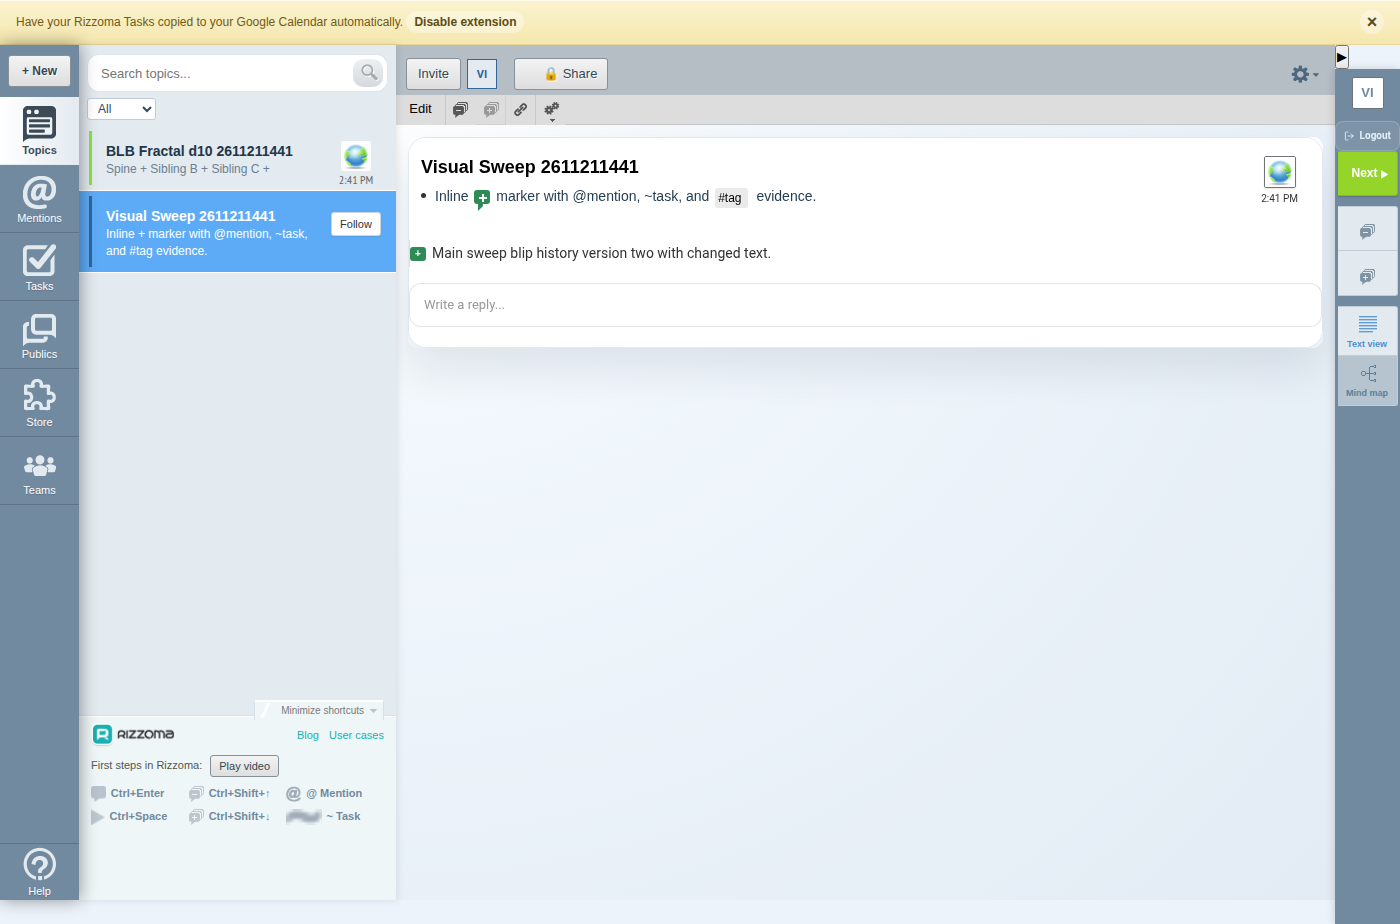 Have your Rizzoma Tasks copied to your Google Calendar automatically. Disable extension ✕
+ New
Topics
Mentions
Tasks
Publics
Store
Teams
Help
Search topics...
All
BLB Fractal d10 2611211441
Spine + Sibling B + Sibling C +
2:41 PM
Visual Sweep 2611211441
Inline + marker with @mention, ~task,
and #tag evidence.
Follow
Minimize shortcuts
RIZZOMA
Blog User cases
First steps in Rizzoma: Play video
Ctrl+Enter Ctrl+Shift+↑ @ @ Mention
Ctrl+Space Ctrl+Shift+↓ ~ Task
Invite VI 🔒 Share
Edit
Visual Sweep 2611211441
• Inline + marker with @mention, ~task, and #tag evidence.
2:41 PM
+ Main sweep blip history version two with changed text.
Write a reply...
▶
VI
Logout
Next ▶
Text view
Mind map